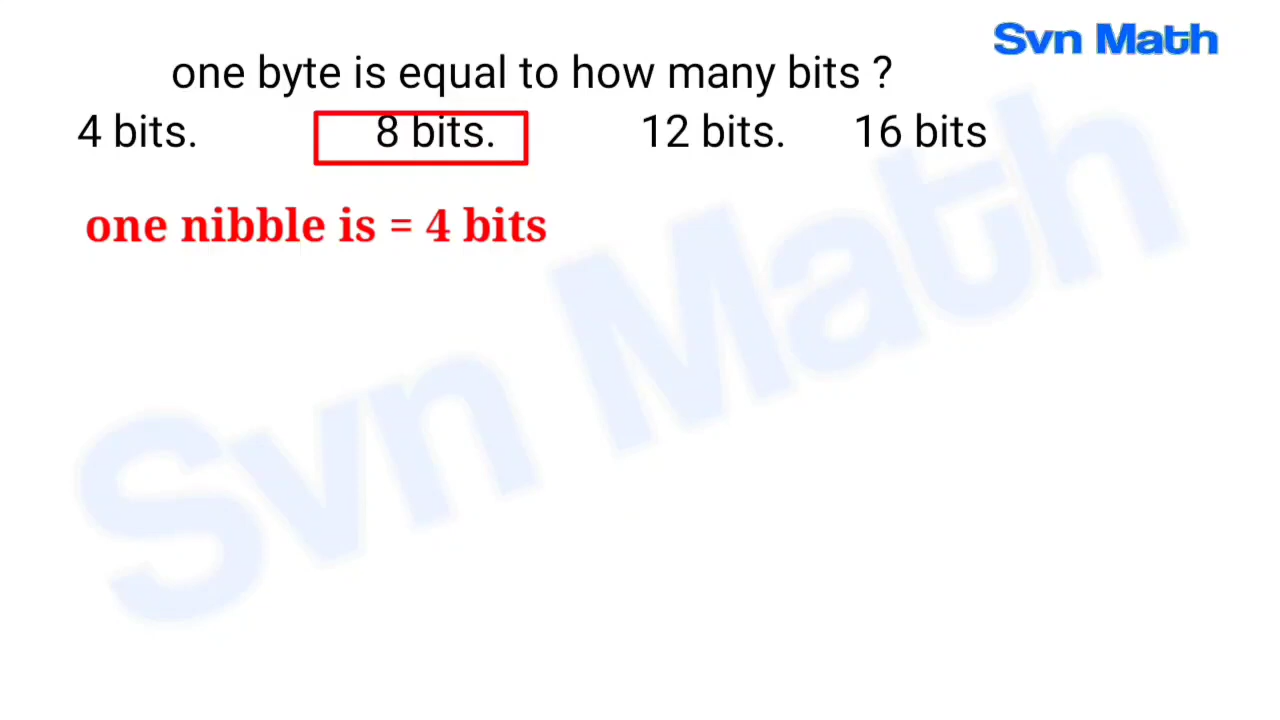 Svn Math
one byte is equal to how many bits ?
4 bits. 8 bits. 12 bits. 16 bits
one nibble is = 4 bits
Svn Math